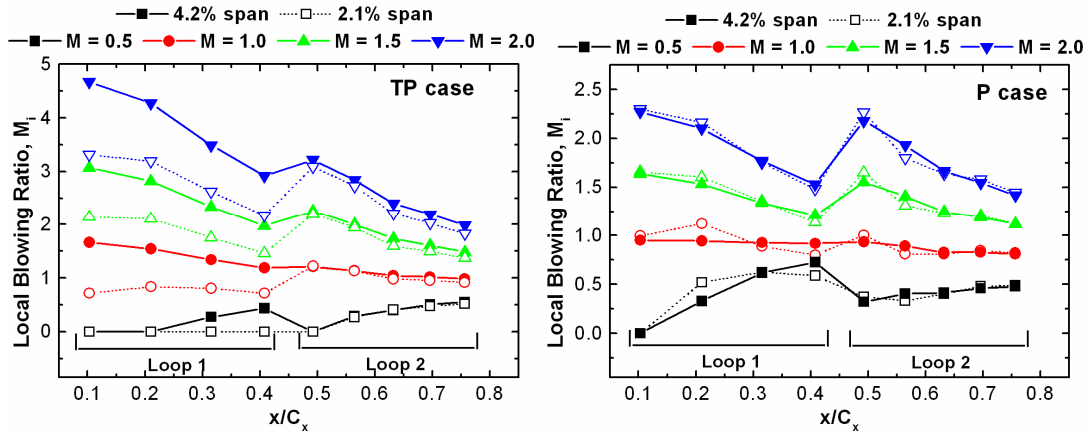 4.2% span 2.1% span
M = 0.5 M = 1.0 M = 1.5 M = 2.0
TP case
Local Blowing Ratio, Mi
5
4
3
2
1
0
Loop 1 Loop 2
0.1 0.2 0.3 0.4 0.5 0.6 0.7 0.8
x/Cx
4.2% span 2.1% span
M = 0.5 M = 1.0 M = 1.5 M = 2.0
P case
Local Blowing Ratio, Mi
2.5
2.0
1.5
1.0
0.5
0.0
Loop 1 Loop 2
0.1 0.2 0.3 0.4 0.5 0.6 0.7 0.8
x/Cx